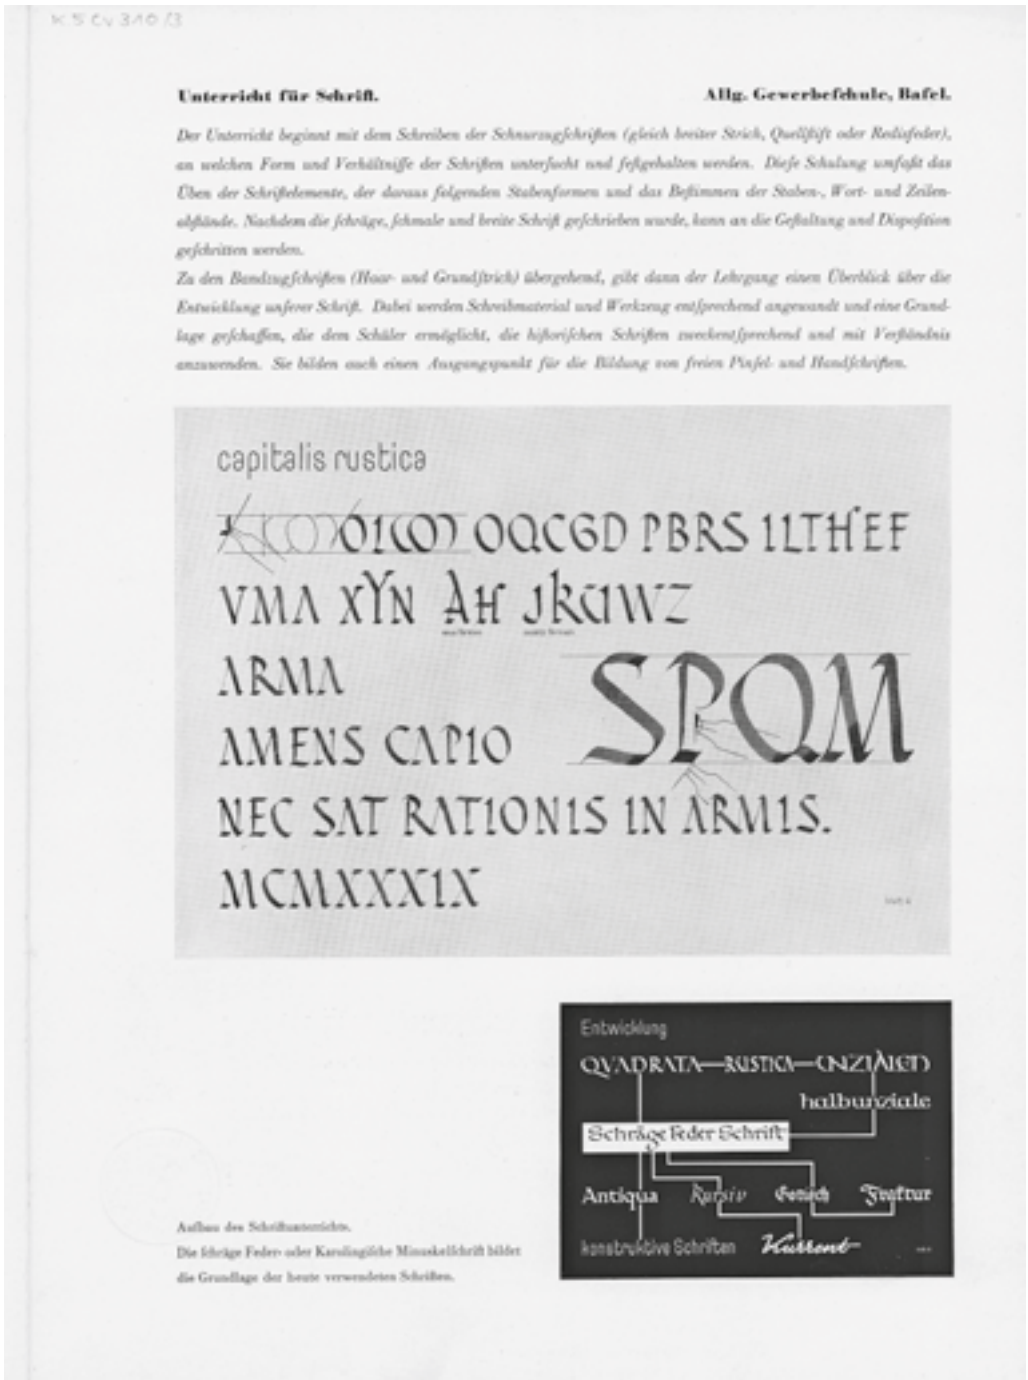 K 5 Cv 310 /3
Unterricht für Schrift. Allg. Gewerbeſchule, Baſel.
Der Unterricht beginnt mit dem Schreiben der Schnurzugſchriften (gleich breiter Strich, Quellſtift oder Redisfeder),
an welchen Form und Verhältniſſe der Schriften unterſucht und feſtgehalten werden. Dieſe Schulung umfaßt das
Üben der Schriftelemente, der daraus folgenden Stabenformen und das Beſtimmen der Staben-, Wort- und Zeilen-
abſtände. Nachdem die ſchräge, ſchmale und breite Schrift geſchrieben wurde, kann an die Geſtaltung und Dispoſition
geſchritten werden.
Zu den Bandzugſchriften (Haar- und Grundſtrich) übergehend, gibt dann der Lehrgang einen Überblick über die
Entwicklung unſerer Schrift. Dabei werden Schreibmaterial und Werkzeug entſprechend angewandt und eine Grund-
lage geſchaffen, die dem Schüler ermöglicht, die hiſtoriſchen Schriften zweckentſprechend und mit Verſtändnis
anzuwenden. Sie bilden auch einen Ausgangspunkt für die Bildung von freien Pinſel- und Handſchriften.
capitalis rustica
OQCGD PBRS ILTHEF
VMA XYN AH JKUWZ
ARMA
SPQM
AMENS CAPIO
NEC SAT RATIONIS IN ARMIS.
MCMXXXIX
Entwicklung
QVADRATA RUSTICA UNZIALEN
halbunziale
Schräge Feder Schrift
Antiqua Kursiv Gotisch Fraktur
konstruktive Schriften Kurrent
Aufbau des Schriftunterrichts.
Die ſchräge Feder- oder Karolingiſche Minuskelſchrift bildet
die Grundlage der heute verwendeten Schriften.